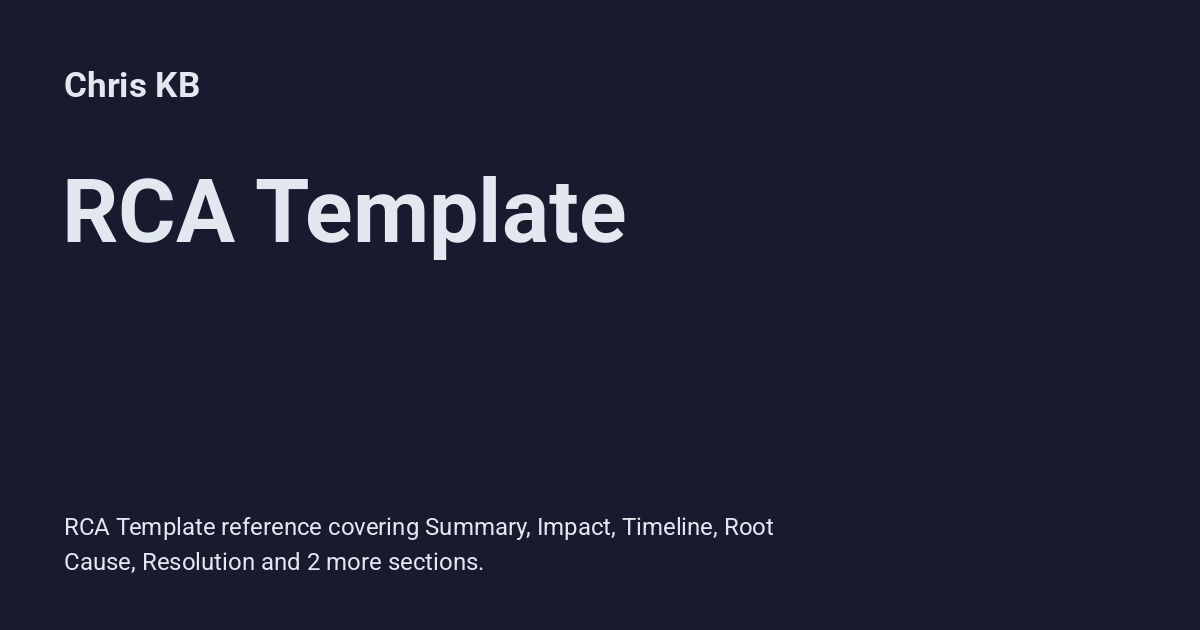 Chris KB
RCA Template
RCA Template reference covering Summary, Impact, Timeline, Root
Cause, Resolution and 2 more sections.